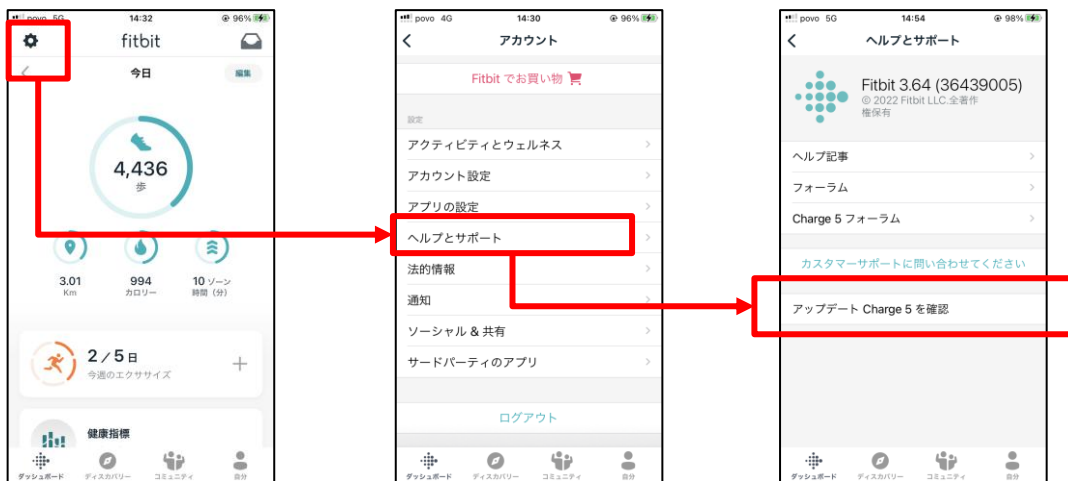 povo 5G 14:32 96%
fitbit
今日 編集
4,436
歩
3.01 994 10 ゾーン
Km カロリー 時間（分）
2／5日
今週のエクササイズ
健康指標
ダッシュボード ディスカバリー コミュニティ 自分
povo 4G 14:30 96%
アカウント
Fitbit でお買い物
設定
アクティビティとウェルネス
アカウント設定
アプリの設定
ヘルプとサポート
法的情報
通知
ソーシャル & 共有
サードパーティのアプリ
ログアウト
ダッシュボード ディスカバリー コミュニティ 自分
povo 5G 14:54 98%
ヘルプとサポート
Fitbit 3.64 (36439005)
© 2022 Fitbit LLC.全著作
権保有
ヘルプ記事
フォーラム
Charge 5 フォーラム
カスタマーサポートに問い合わせてください
アップデート Charge 5 を確認
ダッシュボード ディスカバリー コミュニティ 自分